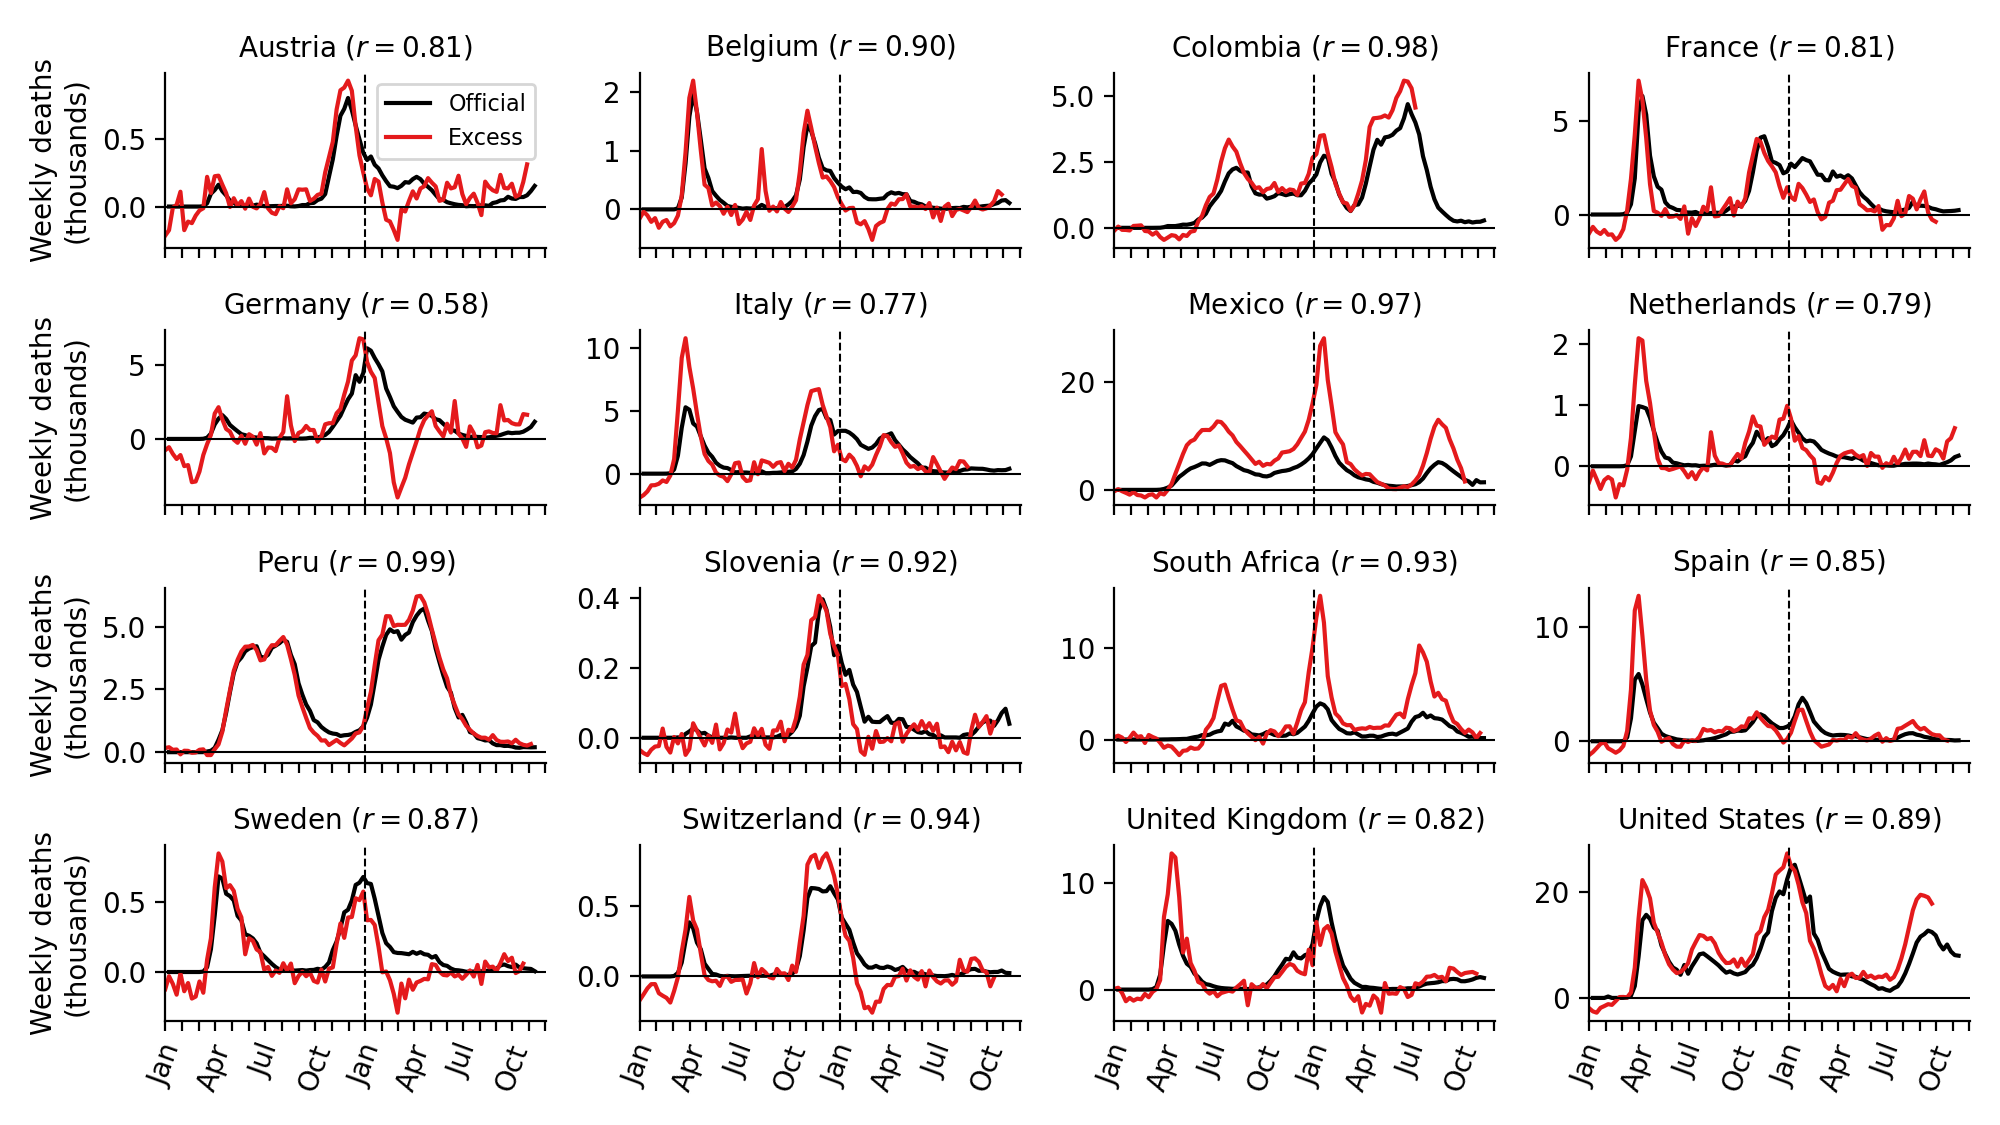 Austria (r = 0.81)
Belgium (r = 0.90)
Colombia (r = 0.98)
France (r = 0.81)
Weekly deaths
(thousands)
0.5
0.0
Official
Excess
2
1
0
5.0
2.5
0.0
5
0
Germany (r = 0.58)
Italy (r = 0.77)
Mexico (r = 0.97)
Netherlands (r = 0.79)
Weekly deaths
(thousands)
5
0
10
5
0
20
0
2
1
0
Peru (r = 0.99)
Slovenia (r = 0.92)
South Africa (r = 0.93)
Spain (r = 0.85)
Weekly deaths
(thousands)
5.0
2.5
0.0
0.4
0.2
0.0
10
0
10
0
Sweden (r = 0.87)
Switzerland (r = 0.94)
United Kingdom (r = 0.82)
United States (r = 0.89)
Weekly deaths
(thousands)
0.5
0.0
0.5
0.0
10
0
20
0
Jan Apr Jul Oct Jan Apr Jul Oct
Jan Apr Jul Oct Jan Apr Jul Oct
Jan Apr Jul Oct Jan Apr Jul Oct
Jan Apr Jul Oct Jan Apr Jul Oct